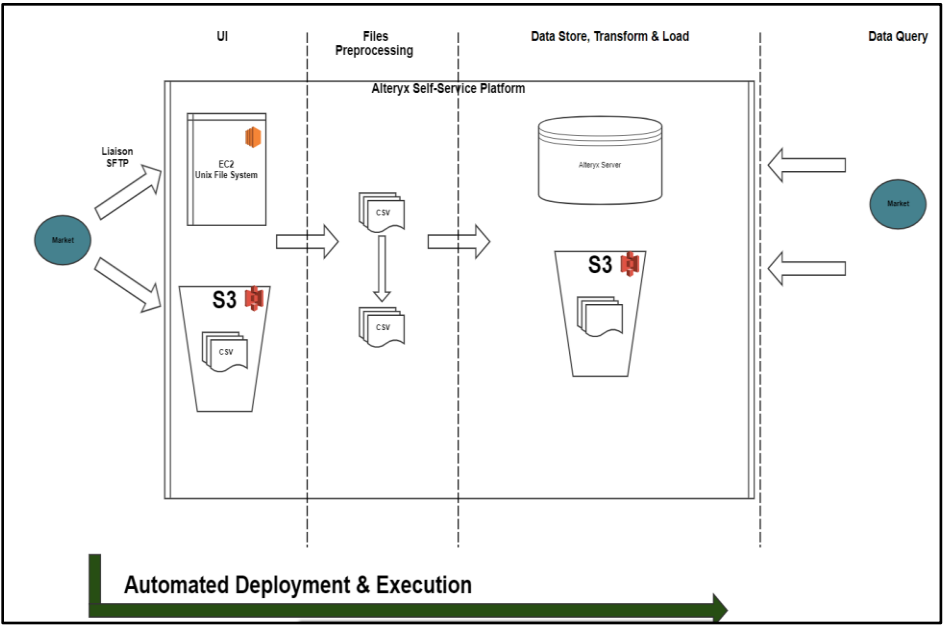 UI
Files
Preprocessing
Data Store, Transform & Load
Data Query
Alteryx Self-Service Platform
Liaison
SFTP
EC2
Unix File System
Alteryx Server
CSV
Market
Market
S3
S3
CSV
CSV
Automated Deployment & Execution